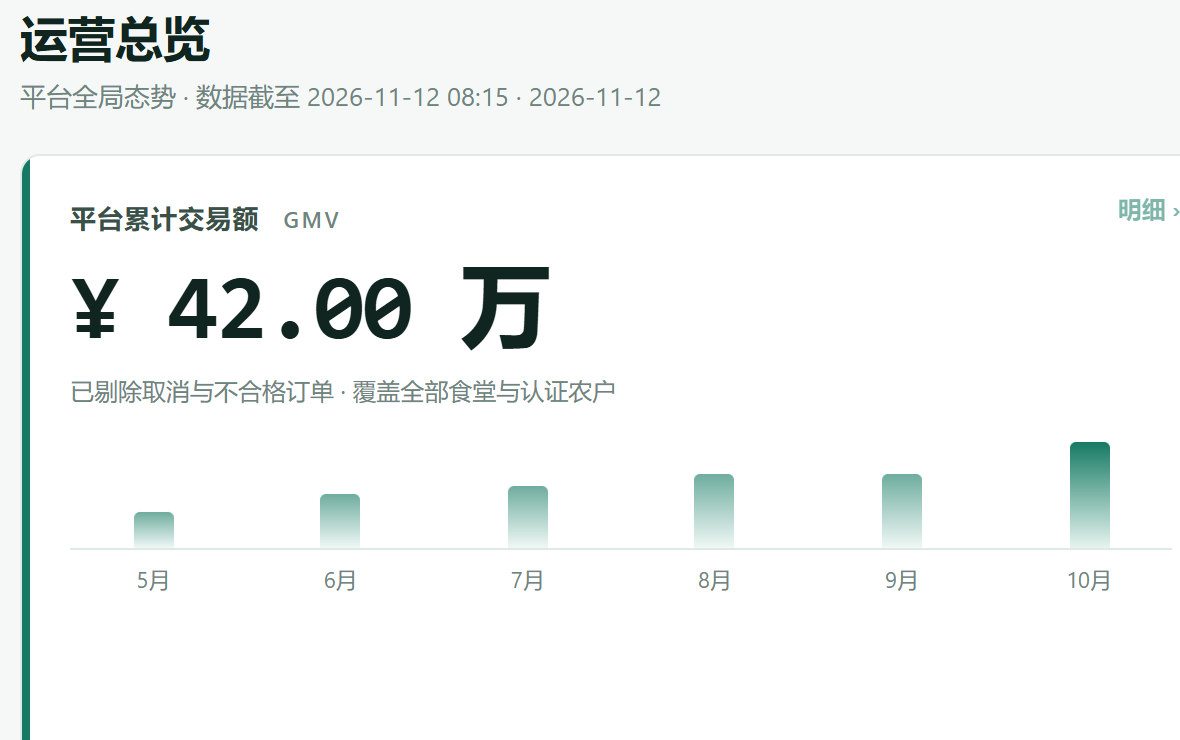 运营总览
平台全局态势 · 数据截至 2026-11-12 08:15 · 2026-11-12
平台累计交易额 GMV
明细 ›
¥ 42.00 万
已剔除取消与不合格订单 · 覆盖全部食堂与认证农户
5月 6月 7月 8月 9月 10月